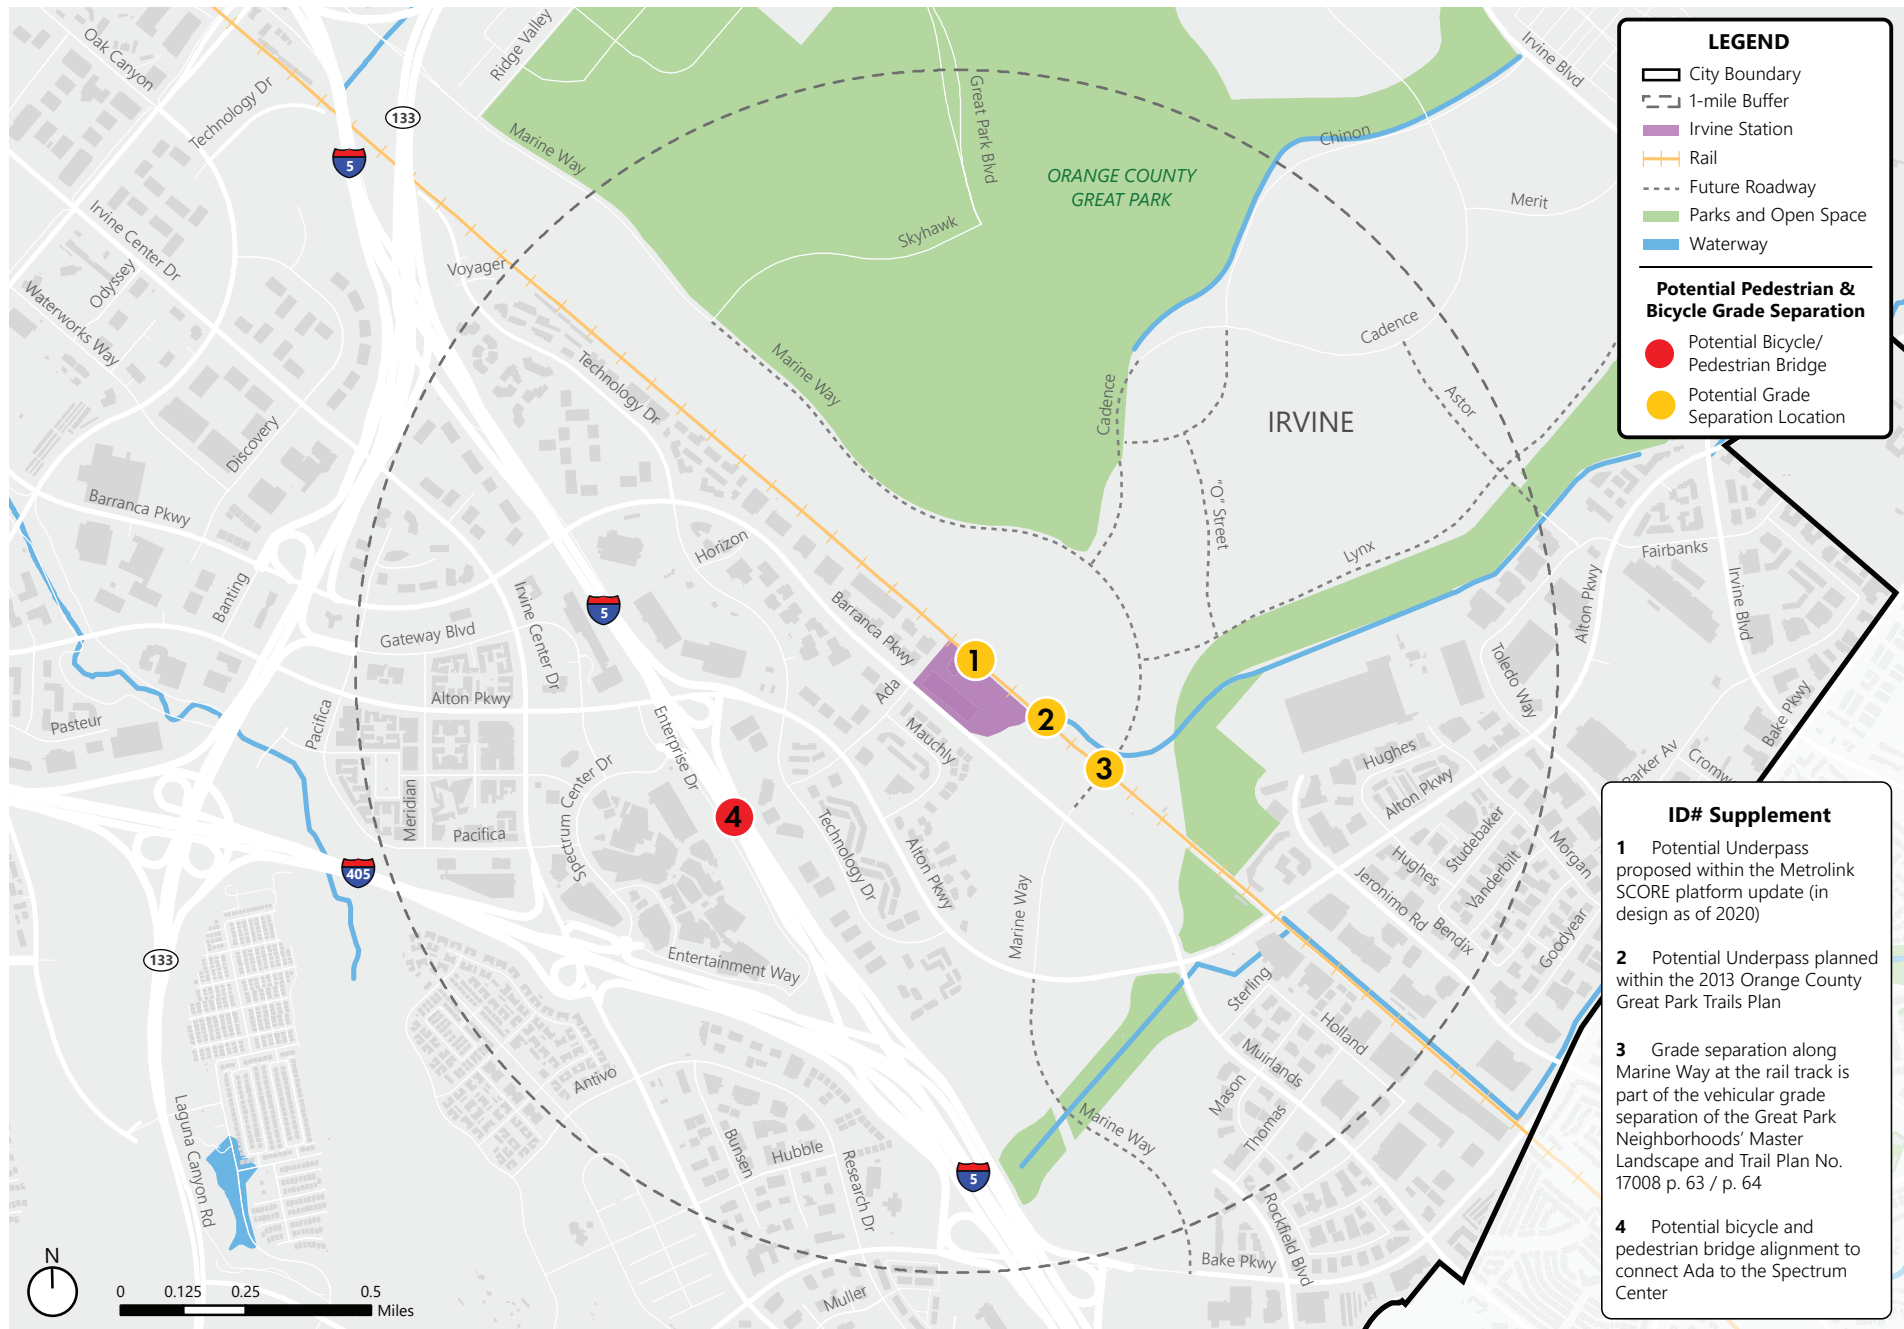 Oak Canyon
Technology Dr
Ridge Valley
133
5
Marine Way
Great Park Blvd
ORANGE COUNTY
GREAT PARK
Chinon
Irvine Blvd
Merit
Skyhawk
Irvine Center Dr
Odyssey
Waterworks Way
Voyager
Technology Dr
Marine Way
Cadence
Cadence
Astor
IRVINE
Discovery
Barranca Pkwy
Banting
Horizon
"O" Street
Lynx
Fairbanks
Irvine Blvd
Alton Pkwy
Gateway Blvd
Irvine Center Dr
5
Barranca Pkwy
Ada
Mauchly
1
2
3
4
Toledo Way
Bake Pkwy
Pasteur
Pacifica
Alton Pkwy
Enterprise Dr
Meridian
Pacifica
Spectrum Center Dr
405
133
Technology Dr
Alton Pkwy
Marine Way
Entertainment Way
Hughes
Alton Pkwy
Parker Av
Cromw
Hughes
Studebaker
Vanderbilt
Morgan
Jeronimo Rd
Bendix
Goodyear
Sterling
Holland
Muirlands
Mason
Thomas
Marine Way
Antivo
Bunsen
Hubble
Research Dr
5
Laguna Canyon Rd
Rockfield Blvd
Bake Pkwy
Muller
N
0 0.125 0.25 0.5
Miles
LEGEND
City Boundary
1-mile Buffer
Irvine Station
Rail
Future Roadway
Parks and Open Space
Waterway
Potential Pedestrian &
Bicycle Grade Separation
Potential Bicycle/
Pedestrian Bridge
Potential Grade
Separation Location
ID# Supplement
1 Potential Underpass
proposed within the Metrolink
SCORE platform update (in
design as of 2020)
2 Potential Underpass planned
within the 2013 Orange County
Great Park Trails Plan
3 Grade separation along
Marine Way at the rail track is
part of the vehicular grade
separation of the Great Park
Neighborhoods' Master
Landscape and Trail Plan No.
17008 p. 63 / p. 64
4 Potential bicycle and
pedestrian bridge alignment to
connect Ada to the Spectrum
Center